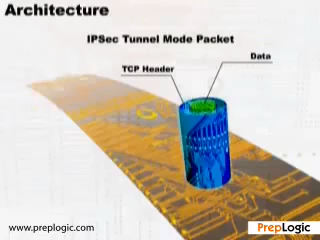 Architecture
IPSec Tunnel Mode Packet
Data
TCP Header
www.preplogic.com
PrepLogic